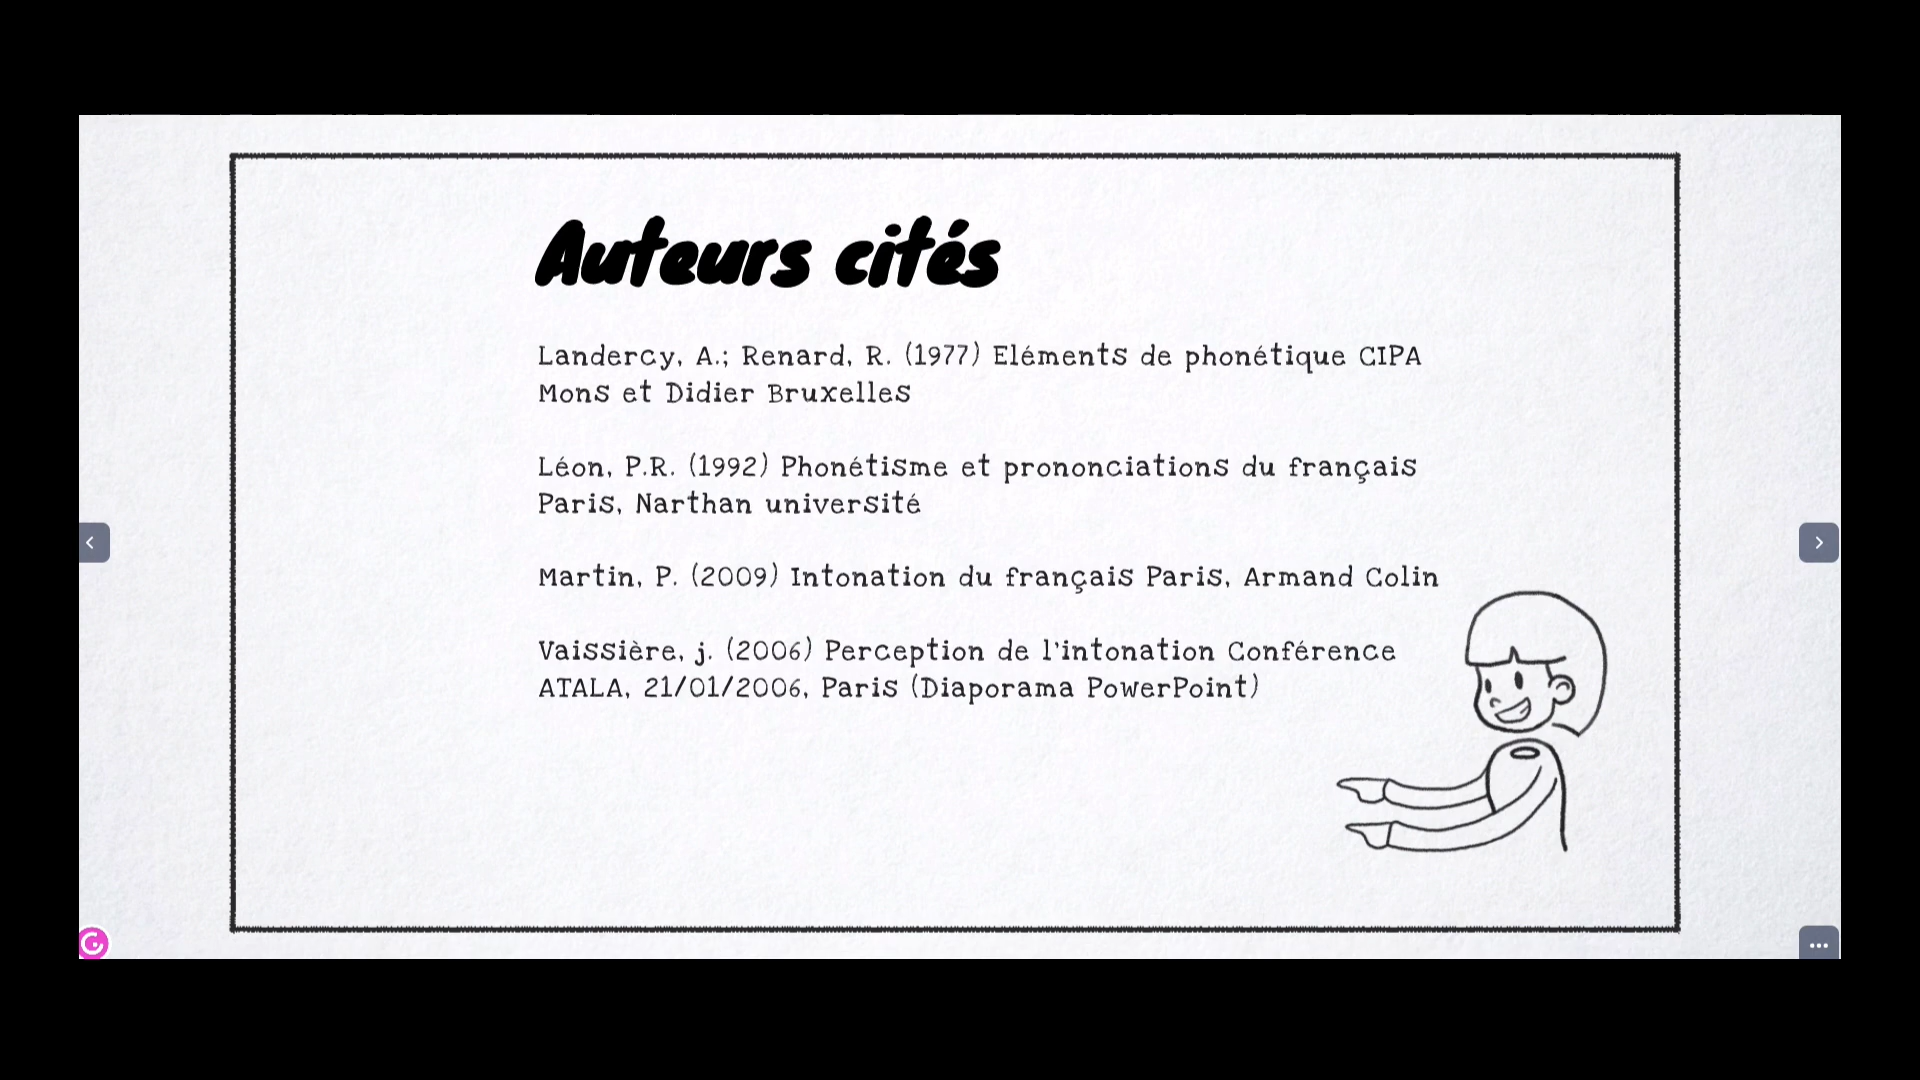 Auteurs cités
Landercy, A.; Renard, R. (1977) Eléments de phonétique CIPA
Mons et Didier Bruxelles
Léon, P.R. (1992) Phonétisme et prononciations du français
Paris, Narthan université
Martin, P. (2009) Intonation du français Paris, Armand Colin
Vaissière, j. (2006) Perception de l'intonation Conférence
ATALA, 21/01/2006, Paris (Diaporama PowerPoint)